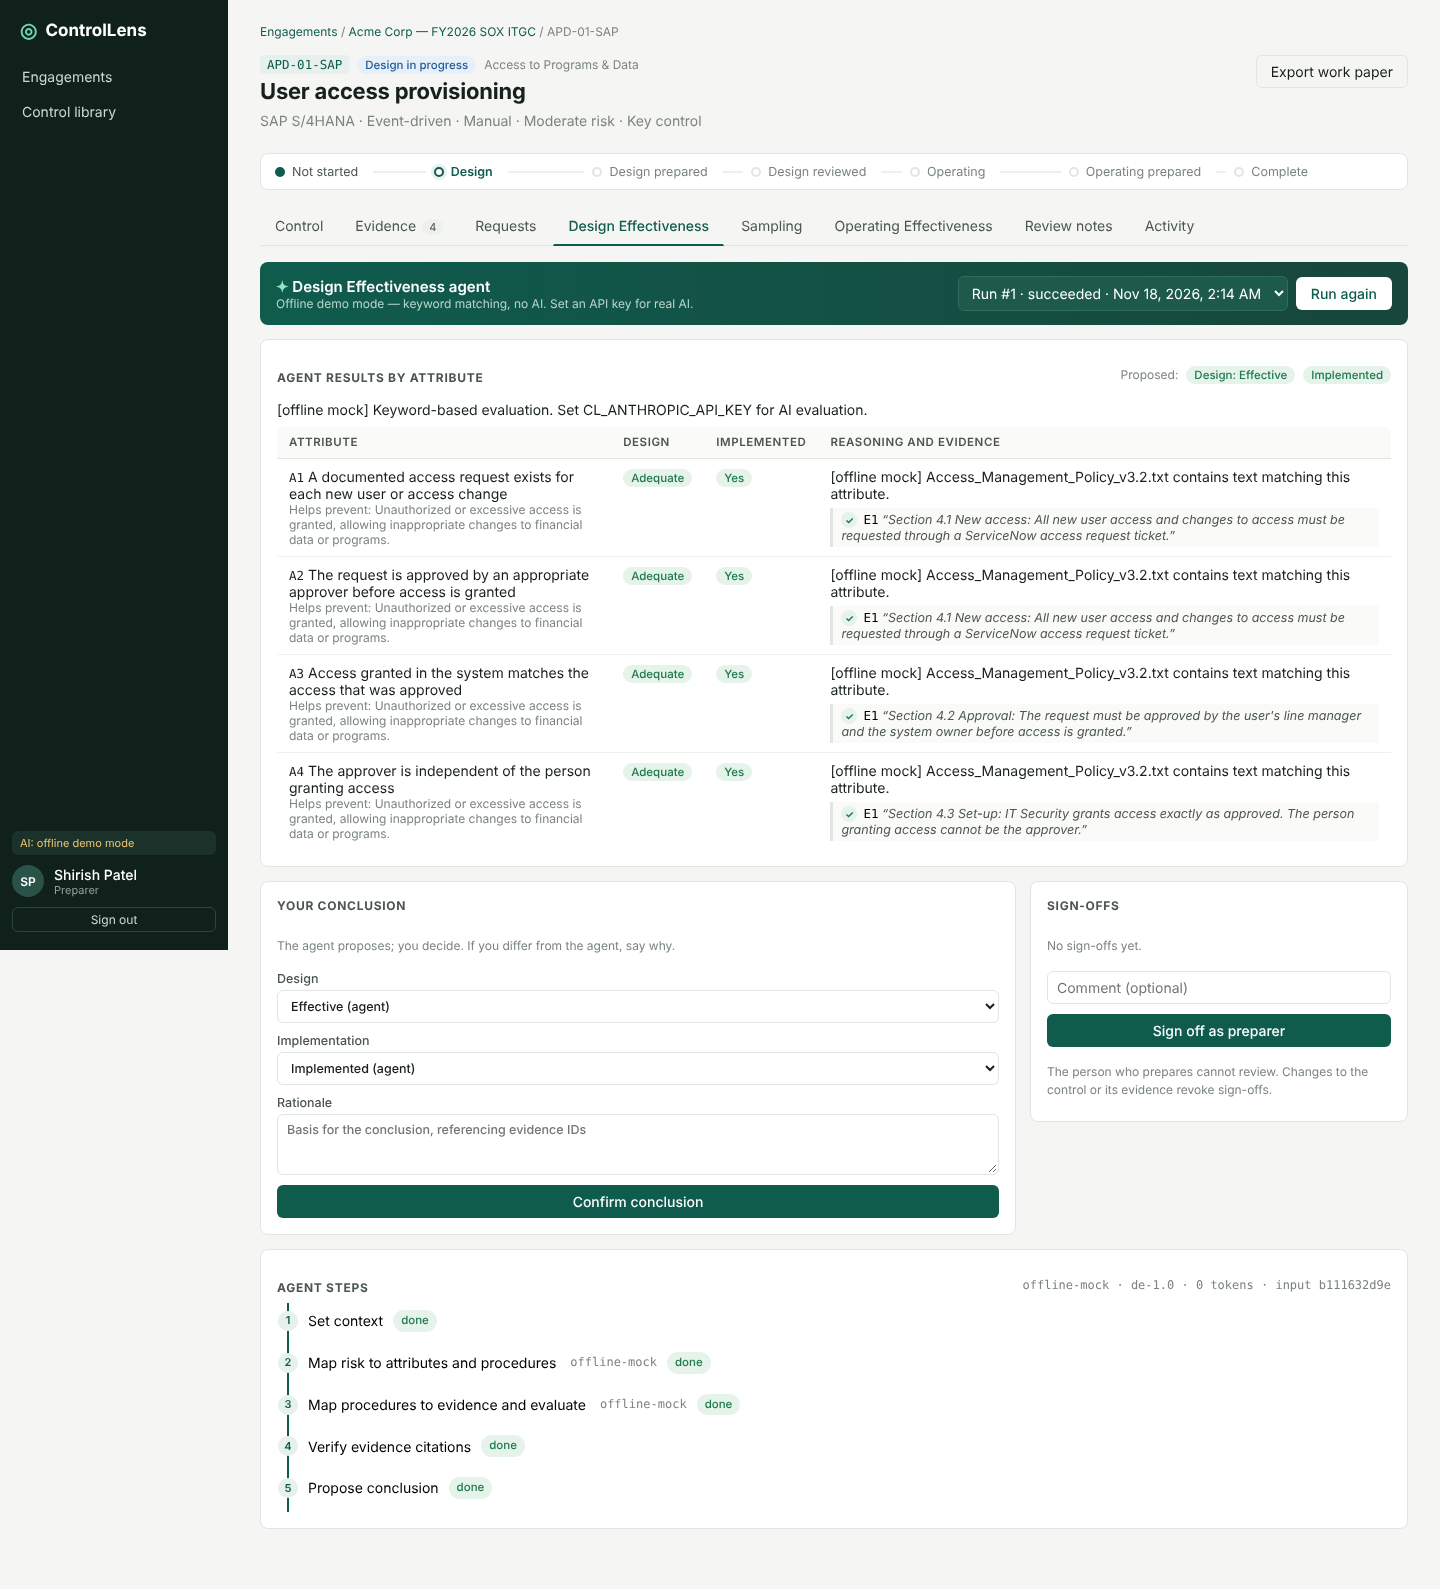 ControlLens
Engagements
Control library
AI: offline demo mode
SP
Shirish Patel
Preparer
Sign out
Engagements / Acme Corp — FY2026 SOX ITGC / APD-01-SAP
APD-01-SAP Design in progress Access to Programs & Data
User access provisioning
SAP S/4HANA · Event-driven · Manual · Moderate risk · Key control
Export work paper
Not started Design Design prepared Design reviewed Operating Operating prepared Complete
Control Evidence 4 Requests Design Effectiveness Sampling Operating Effectiveness Review notes Activity
Design Effectiveness agent
Offline demo mode — keyword matching, no AI. Set an API key for real AI.
Run #1 · succeeded · Nov 18, 2026, 2:14 AM
Run again
AGENT RESULTS BY ATTRIBUTE
Proposed: Design: Effective Implemented
[offline mock] Keyword-based evaluation. Set CL_ANTHROPIC_API_KEY for AI evaluation.
ATTRIBUTE DESIGN IMPLEMENTED REASONING AND EVIDENCE
A1 A documented access request exists for
each new user or access change
Helps prevent: Unauthorized or excessive access is
granted, allowing inappropriate changes to financial
data or programs.
Adequate
Yes
[offline mock] Access_Management_Policy_v3.2.txt contains text matching this
attribute.
E1 “Section 4.1 New access: All new user access and changes to access must be
requested through a ServiceNow access request ticket.”
A2 The request is approved by an appropriate
approver before access is granted
Helps prevent: Unauthorized or excessive access is
granted, allowing inappropriate changes to financial
data or programs.
Adequate
Yes
[offline mock] Access_Management_Policy_v3.2.txt contains text matching this
attribute.
E1 “Section 4.1 New access: All new user access and changes to access must be
requested through a ServiceNow access request ticket.”
A3 Access granted in the system matches the
access that was approved
Helps prevent: Unauthorized or excessive access is
granted, allowing inappropriate changes to financial
data or programs.
Adequate
Yes
[offline mock] Access_Management_Policy_v3.2.txt contains text matching this
attribute.
E1 “Section 4.2 Approval: The request must be approved by the user's line manager
and the system owner before access is granted.”
A4 The approver is independent of the person
granting access
Helps prevent: Unauthorized or excessive access is
granted, allowing inappropriate changes to financial
data or programs.
Adequate
Yes
[offline mock] Access_Management_Policy_v3.2.txt contains text matching this
attribute.
E1 “Section 4.3 Set-up: IT Security grants access exactly as approved. The person
granting access cannot be the approver.”
YOUR CONCLUSION
The agent proposes; you decide. If you differ from the agent, say why.
Design
Effective (agent)
Implementation
Implemented (agent)
Rationale
Basis for the conclusion, referencing evidence IDs
Confirm conclusion
SIGN-OFFS
No sign-offs yet.
Comment (optional)
Sign off as preparer
The person who prepares cannot review. Changes to the
control or its evidence revoke sign-offs.
AGENT STEPS
offline-mock · de-1.0 · 0 tokens · input b111632d9e
1 Set context done
2 Map risk to attributes and procedures offline-mock done
3 Map procedures to evidence and evaluate offline-mock done
4 Verify evidence citations done
5 Propose conclusion done